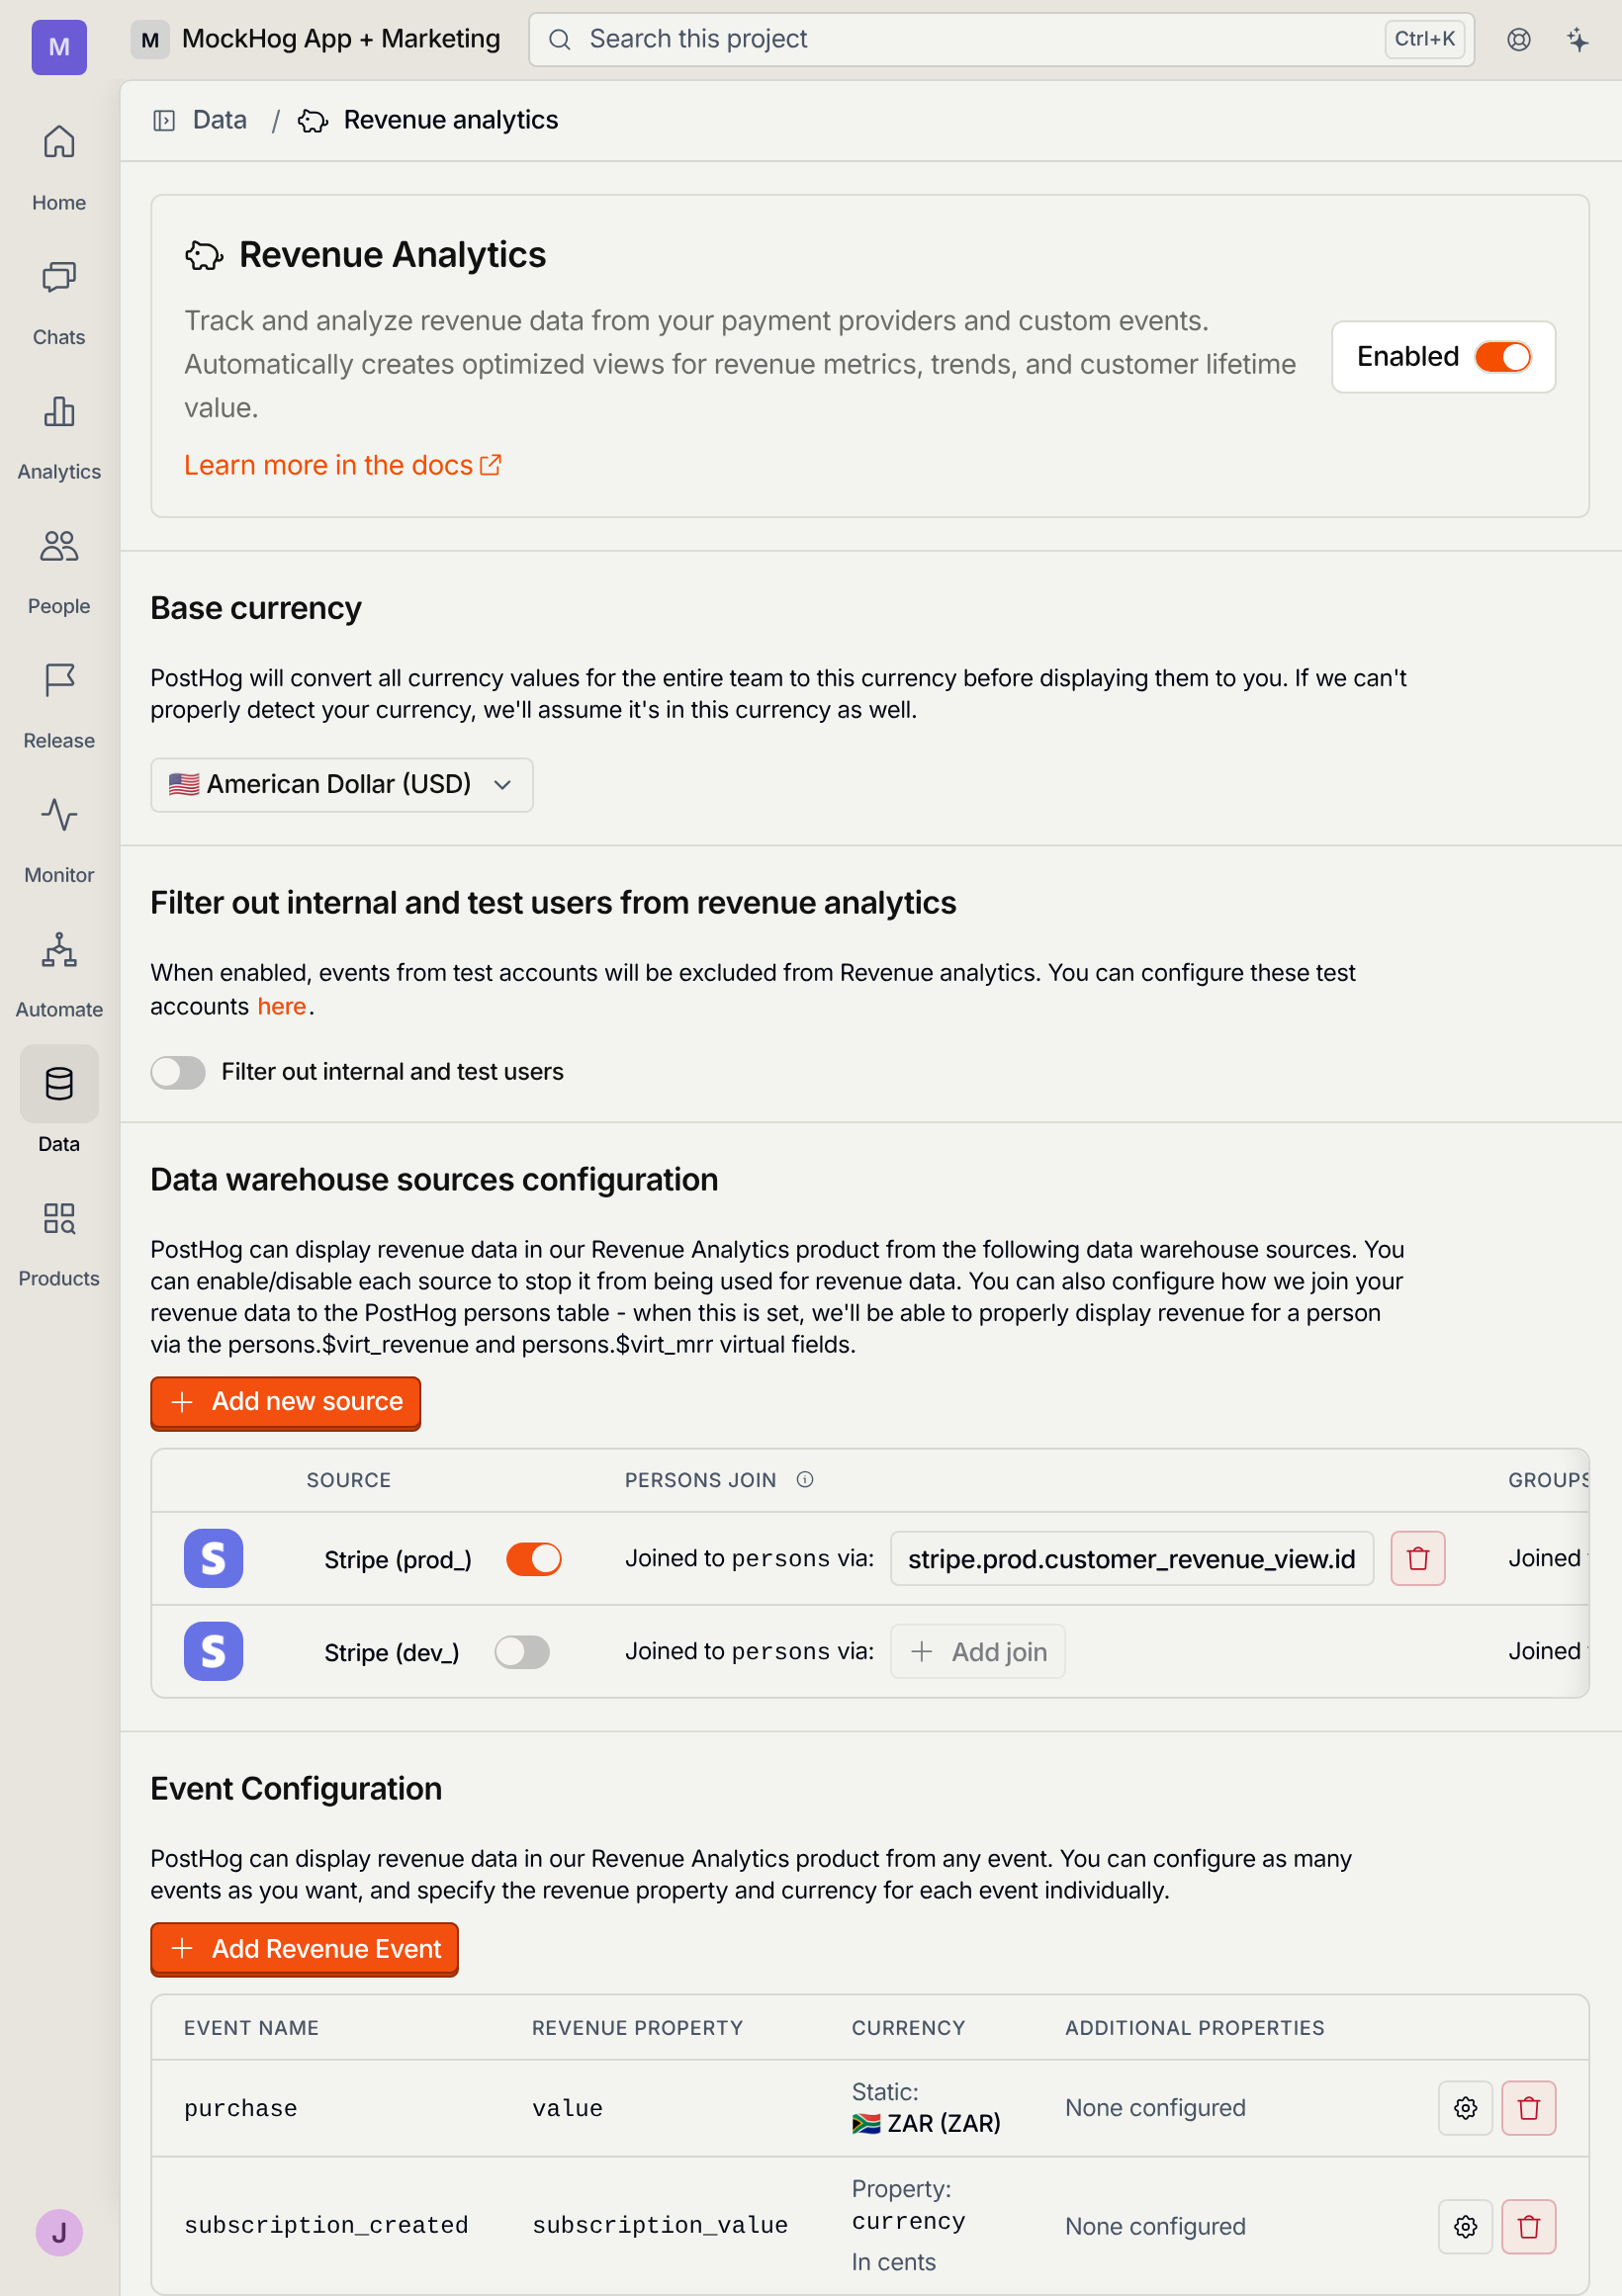 M
M MockHog App + Marketing
Search this project
Ctrl+K
Home
Chats
Analytics
People
Release
Monitor
Automate
Data
Products
J
Data / Revenue analytics
Revenue Analytics
Track and analyze revenue data from your payment providers and custom events.
Automatically creates optimized views for revenue metrics, trends, and customer lifetime
value.
Learn more in the docs
Enabled
Base currency
PostHog will convert all currency values for the entire team to this currency before displaying them to you. If we can't
properly detect your currency, we'll assume it's in this currency as well.
🇺🇸 American Dollar (USD)
Filter out internal and test users from revenue analytics
When enabled, events from test accounts will be excluded from Revenue analytics. You can configure these test
accounts here.
Filter out internal and test users
Data warehouse sources configuration
PostHog can display revenue data in our Revenue Analytics product from the following data warehouse sources. You
can enable/disable each source to stop it from being used for revenue data. You can also configure how we join your
revenue data to the PostHog persons table - when this is set, we'll be able to properly display revenue for a person
via the persons.$virt_revenue and persons.$virt_mrr virtual fields.
Add new source
SOURCE PERSONS JOIN GROUPS
S Stripe (prod_) Joined to persons via: stripe.prod.customer_revenue_view.id Joined
S Stripe (dev_) Joined to persons via: + Add join Joined
Event Configuration
PostHog can display revenue data in our Revenue Analytics product from any event. You can configure as many
events as you want, and specify the revenue property and currency for each event individually.
Add Revenue Event
EVENT NAME REVENUE PROPERTY CURRENCY ADDITIONAL PROPERTIES
purchase value Static: None configured
🇿🇦 ZAR (ZAR)
subscription_created subscription_value Property: None configured
currency
In cents